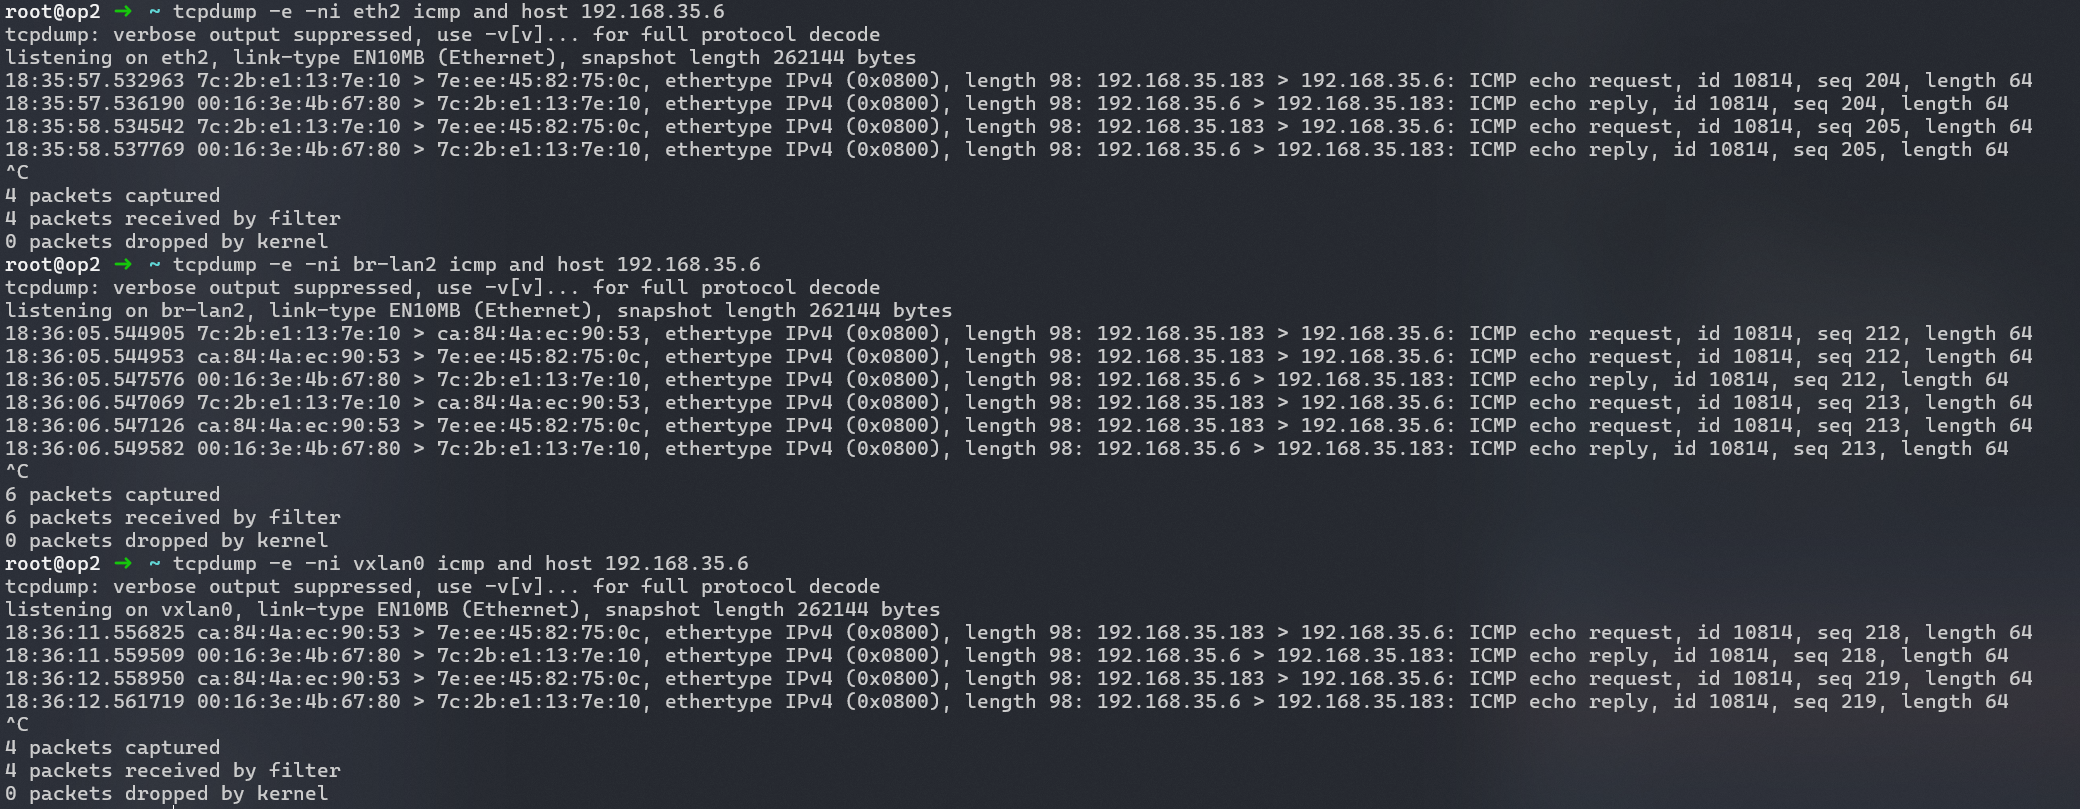 root@op2 → ~ tcpdump -e -ni eth2 icmp and host 192.168.35.6
tcpdump: verbose output suppressed, use -v[v]... for full protocol decode
listening on eth2, link-type EN10MB (Ethernet), snapshot length 262144 bytes
18:35:57.532963 7c:2b:e1:13:7e:10 > 7e:ee:45:82:75:0c, ethertype IPv4 (0x0800), length 98: 192.168.35.183 > 192.168.35.6: ICMP echo request, id 10814, seq 204, length 64
18:35:57.536190 00:16:3e:4b:67:80 > 7c:2b:e1:13:7e:10, ethertype IPv4 (0x0800), length 98: 192.168.35.6 > 192.168.35.183: ICMP echo reply, id 10814, seq 204, length 64
18:35:58.534542 7c:2b:e1:13:7e:10 > 7e:ee:45:82:75:0c, ethertype IPv4 (0x0800), length 98: 192.168.35.183 > 192.168.35.6: ICMP echo request, id 10814, seq 205, length 64
18:35:58.537769 00:16:3e:4b:67:80 > 7c:2b:e1:13:7e:10, ethertype IPv4 (0x0800), length 98: 192.168.35.6 > 192.168.35.183: ICMP echo reply, id 10814, seq 205, length 64
^C
4 packets captured
4 packets received by filter
0 packets dropped by kernel
root@op2 → ~ tcpdump -e -ni br-lan2 icmp and host 192.168.35.6
tcpdump: verbose output suppressed, use -v[v]... for full protocol decode
listening on br-lan2, link-type EN10MB (Ethernet), snapshot length 262144 bytes
18:36:05.544905 7c:2b:e1:13:7e:10 > ca:84:4a:ec:90:53, ethertype IPv4 (0x0800), length 98: 192.168.35.183 > 192.168.35.6: ICMP echo request, id 10814, seq 212, length 64
18:36:05.544953 ca:84:4a:ec:90:53 > 7e:ee:45:82:75:0c, ethertype IPv4 (0x0800), length 98: 192.168.35.183 > 192.168.35.6: ICMP echo request, id 10814, seq 212, length 64
18:36:05.547576 00:16:3e:4b:67:80 > 7c:2b:e1:13:7e:10, ethertype IPv4 (0x0800), length 98: 192.168.35.6 > 192.168.35.183: ICMP echo reply, id 10814, seq 212, length 64
18:36:06.547069 7c:2b:e1:13:7e:10 > ca:84:4a:ec:90:53, ethertype IPv4 (0x0800), length 98: 192.168.35.183 > 192.168.35.6: ICMP echo request, id 10814, seq 213, length 64
18:36:06.547126 ca:84:4a:ec:90:53 > 7e:ee:45:82:75:0c, ethertype IPv4 (0x0800), length 98: 192.168.35.183 > 192.168.35.6: ICMP echo request, id 10814, seq 213, length 64
18:36:06.549582 00:16:3e:4b:67:80 > 7c:2b:e1:13:7e:10, ethertype IPv4 (0x0800), length 98: 192.168.35.6 > 192.168.35.183: ICMP echo reply, id 10814, seq 213, length 64
^C
6 packets captured
6 packets received by filter
0 packets dropped by kernel
root@op2 → ~ tcpdump -e -ni vxlan0 icmp and host 192.168.35.6
tcpdump: verbose output suppressed, use -v[v]... for full protocol decode
listening on vxlan0, link-type EN10MB (Ethernet), snapshot length 262144 bytes
18:36:11.556825 ca:84:4a:ec:90:53 > 7e:ee:45:82:75:0c, ethertype IPv4 (0x0800), length 98: 192.168.35.183 > 192.168.35.6: ICMP echo request, id 10814, seq 218, length 64
18:36:11.559509 00:16:3e:4b:67:80 > 7c:2b:e1:13:7e:10, ethertype IPv4 (0x0800), length 98: 192.168.35.6 > 192.168.35.183: ICMP echo reply, id 10814, seq 218, length 64
18:36:12.558950 ca:84:4a:ec:90:53 > 7e:ee:45:82:75:0c, ethertype IPv4 (0x0800), length 98: 192.168.35.183 > 192.168.35.6: ICMP echo request, id 10814, seq 219, length 64
18:36:12.561719 00:16:3e:4b:67:80 > 7c:2b:e1:13:7e:10, ethertype IPv4 (0x0800), length 98: 192.168.35.6 > 192.168.35.183: ICMP echo reply, id 10814, seq 219, length 64
^C
4 packets captured
4 packets received by filter
0 packets dropped by kernel